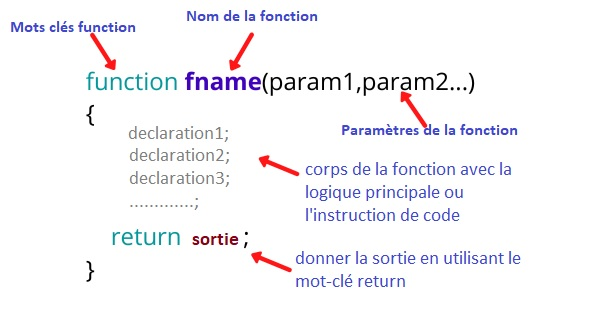 Nom de la fonction
Mots clés function
function fname(param1,param2...)
{
Paramètres de la fonction
declaration1;
declaration2;
declaration3;
.............;
corps de la fonction avec la
logique principale ou
l'instruction de code
return sortie ;
donner la sortie en utilisant le
mot-clé return
}